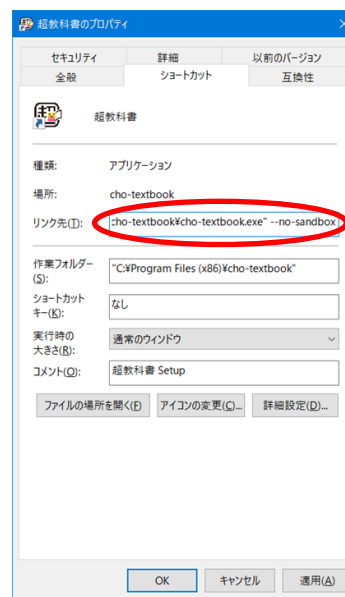 超教科書のプロパティ
セキュリティ 詳細 以前のバージョン
全般 ショートカット 互換性
超教科書
種類: アプリケーション
場所: cho-textbook
リンク先(T): cho-textbook¥cho-textbook.exe" --no-sandbox
作業フォルダー
(S): "C:¥Program Files (x86)¥cho-textbook"
ショートカット
キー(K): なし
実行時の
大きさ(R): 通常のウィンドウ
コメント(O): 超教科書 Setup
ファイルの場所を開く(F) アイコンの変更(C)... 詳細設定(D)...
OK キャンセル 適用(A)